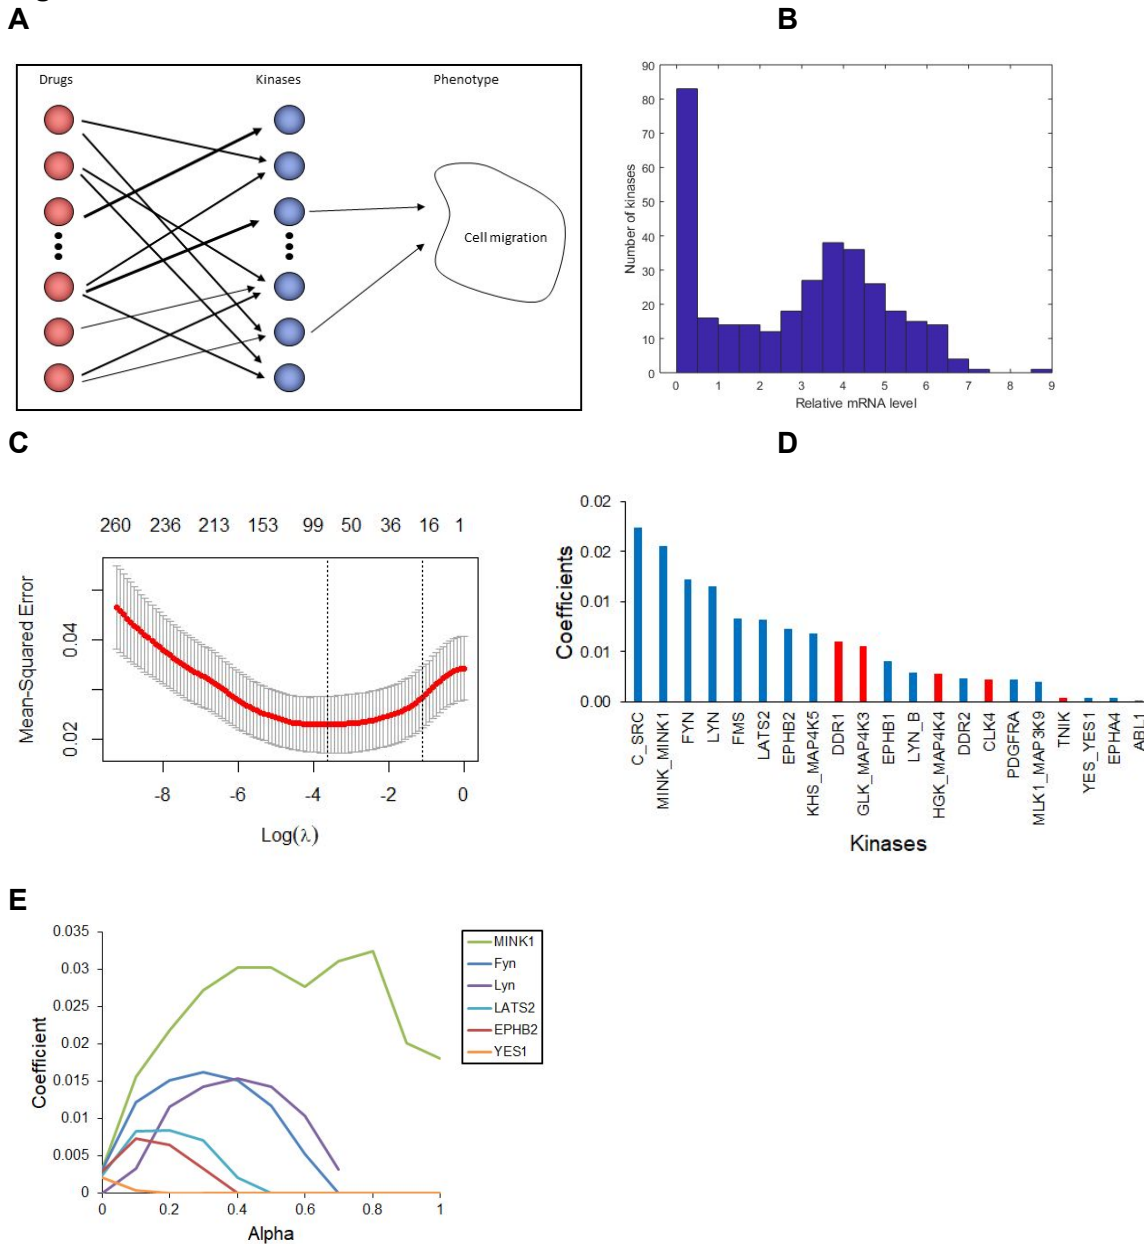 A
B
Drugs
Kinases
Phenotype
Cell migration
Number of kinases
90
80
70
60
50
40
30
20
10
0
0 1 2 3 4 5 6 7 8 9
Relative mRNA level
C
D
260 236 213 153 99 50 36 16 1
Mean-Squared Error
0.04
0.02
-8 -6 -4 -2 0
Log(λ)
Coefficients
0.02
0.02
0.01
0.01
0.00
C_SRC
MINK_MINK1
FYN
LYN
FMS
LATS2
EPHB2
KHS_MAP4K5
DDR1
GLK_MAP4K3
EPHB1
LYN_B
HGK_MAP4K4
DDR2
CLK4
PDGFRA
MLK1_MAP3K9
TNIK
YES_YES1
EPHA4
ABL1
Kinases
E
Coefficient
0.035
0.03
0.025
0.02
0.015
0.01
0.005
0
0 0.2 0.4 0.6 0.8 1
Alpha
MINK1
Fyn
Lyn
LATS2
EPHB2
YES1